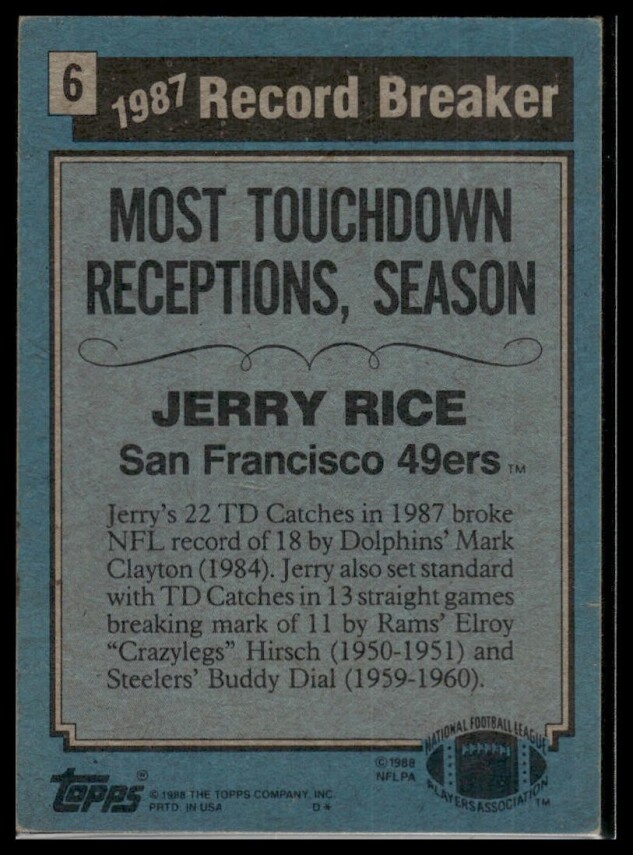 6
1987 Record Breaker
MOST TOUCHDOWN
RECEPTIONS, SEASON
JERRY RICE
San Francisco 49ers TM
Jerry's 22 TD Catches in 1987 broke
NFL record of 18 by Dolphins' Mark
Clayton (1984). Jerry also set standard
with TD Catches in 13 straight games
breaking mark of 11 by Rams' Elroy
“Crazylegs” Hirsch (1950-1951) and
Steelers' Buddy Dial (1959-1960).
© 1988
NFLPA
NATIONAL FOOTBALL LEAGUE
PLAYERS ASSOCIATION TM
TOPPS ®
© 1988 THE TOPPS COMPANY, INC.
PRTD. IN USA D*